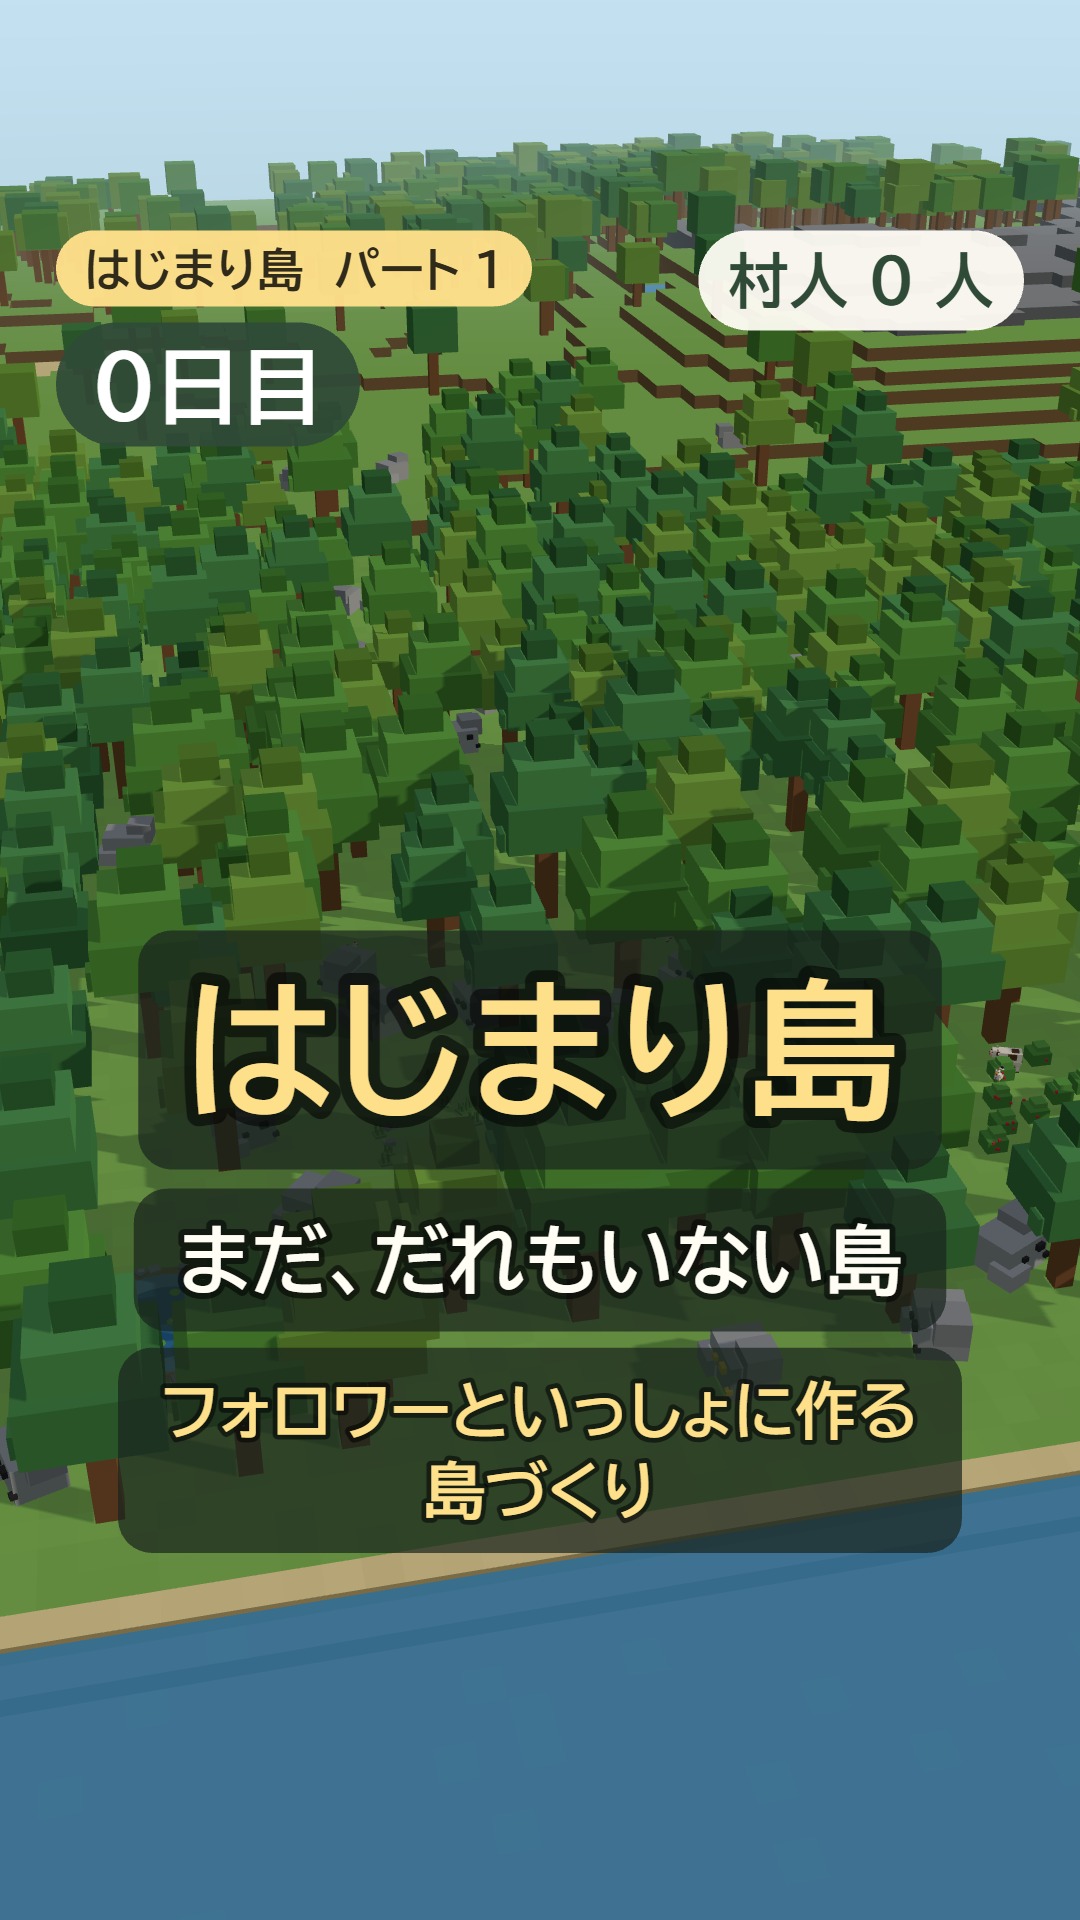 はじまり島 パート 1
村人 0 人
0日目
はじまり島
まだ、だれもいない島
フォロワーといっしょに作る
島づくり